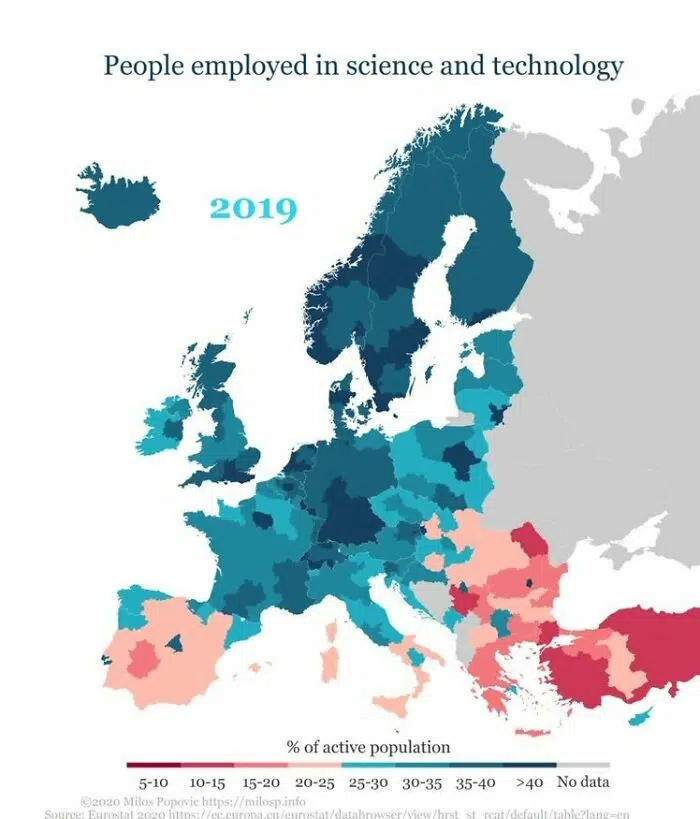 People employed in science and technology
2019
% of active population
5-10 10-15 15-20 20-25 25-30 30-35 35-40 >40 No data
©2020 Milos Popovic https://milosp.info
Source: Eurostat 2020 https://ec.europa.eu/eurostat/databrowser/view/hrst_st_rcat/default/table?lang=en